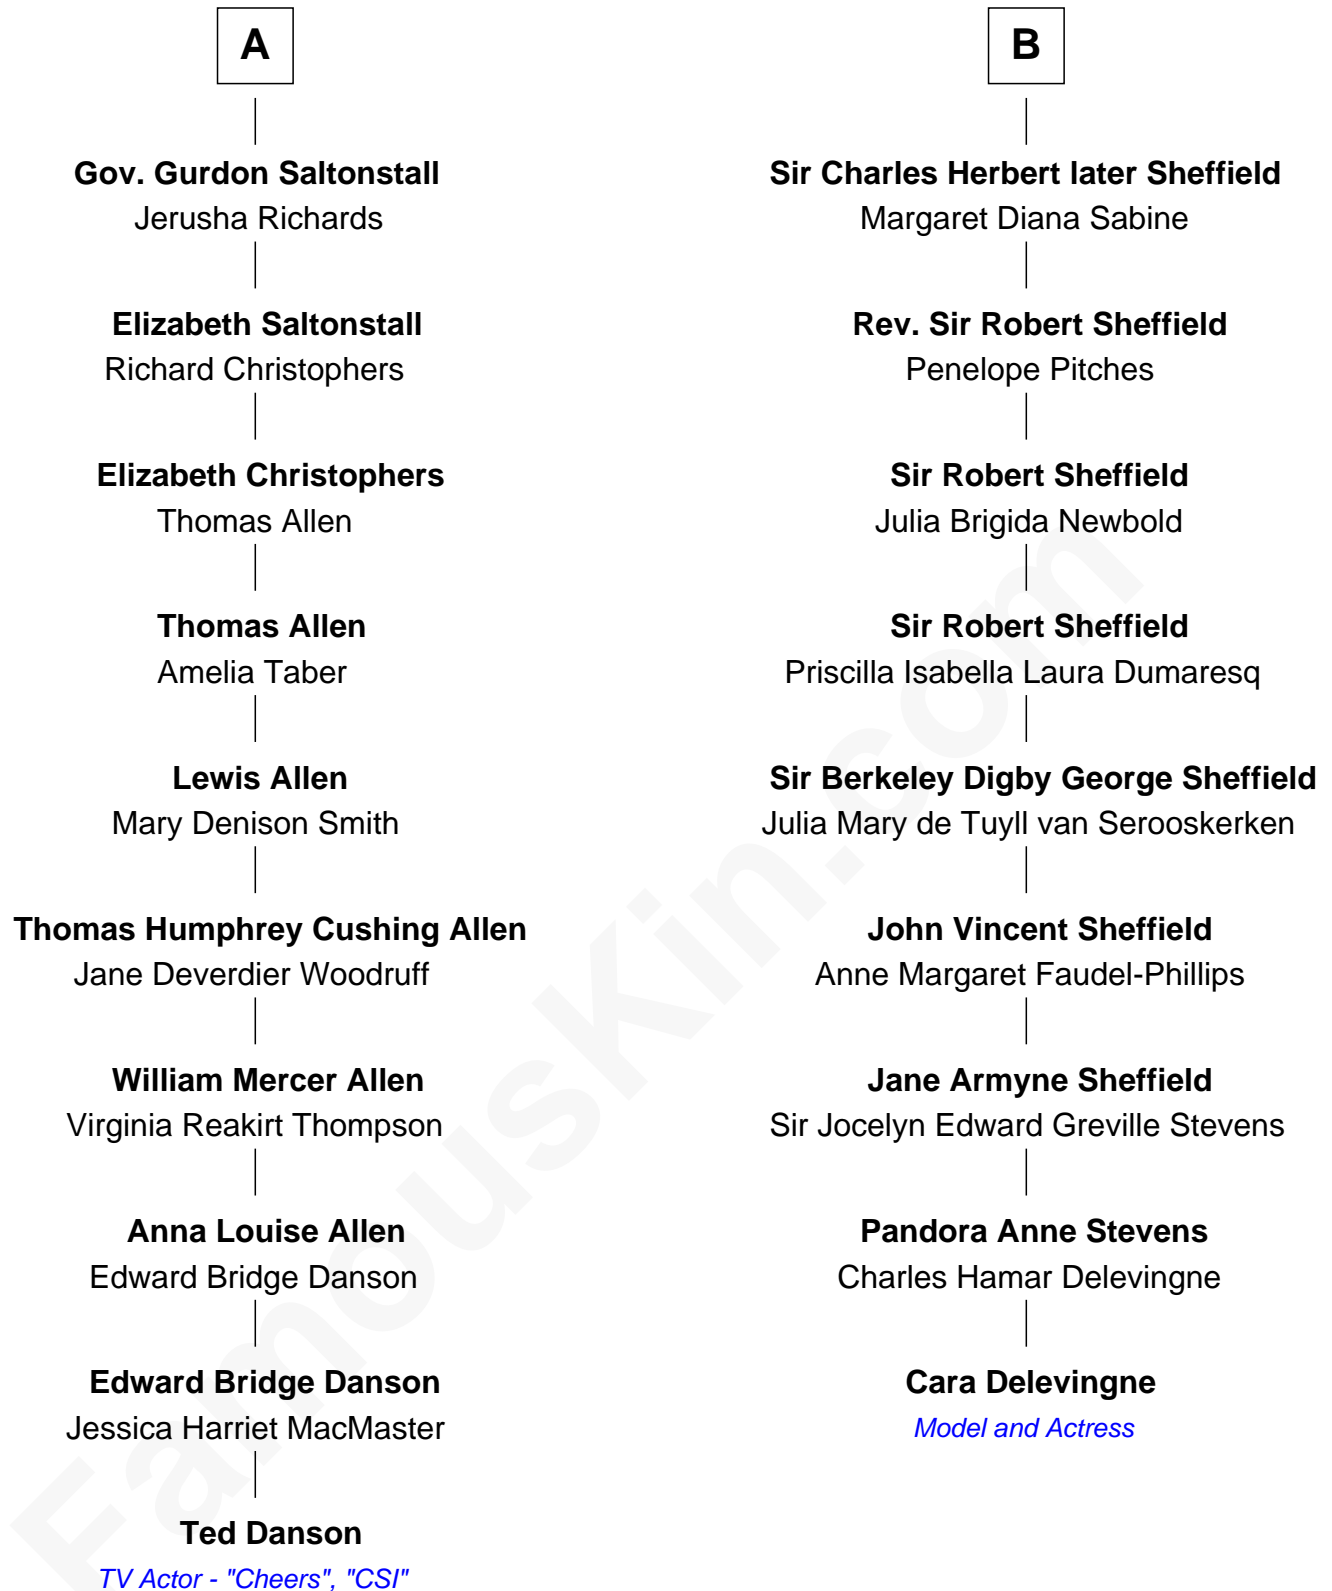 A
Gov. Gurdon Saltonstall
Jerusha Richards
Elizabeth Saltonstall
Richard Christophers
Elizabeth Christophers
Thomas Allen
Thomas Allen
Amelia Taber
Lewis Allen
Mary Denison Smith
Thomas Humphrey Cushing Allen
Jane Deverdier Woodruff
William Mercer Allen
Virginia Reakirt Thompson
Anna Louise Allen
Edward Bridge Danson
Edward Bridge Danson
Jessica Harriet MacMaster
Ted Danson
TV Actor - "Cheers", "CSI"
B
Sir Charles Herbert later Sheffield
Margaret Diana Sabine
Rev. Sir Robert Sheffield
Penelope Pitches
Sir Robert Sheffield
Julia Brigida Newbold
Sir Robert Sheffield
Priscilla Isabella Laura Dumaresq
Sir Berkeley Digby George Sheffield
Julia Mary de Tuyll van Serooskerken
John Vincent Sheffield
Anne Margaret Faudel-Phillips
Jane Armyne Sheffield
Sir Jocelyn Edward Greville Stevens
Pandora Anne Stevens
Charles Hamar Delevingne
Cara Delevingne
Model and Actress
FamousKin.com